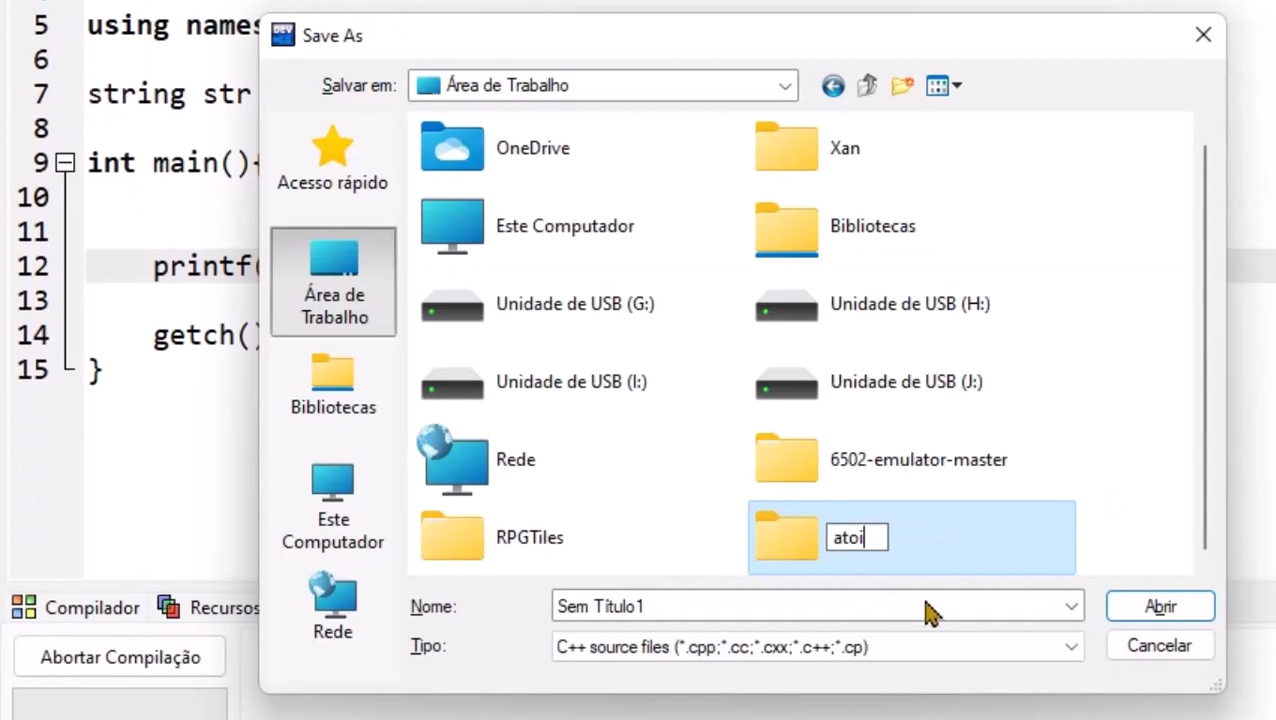 5 using names
6
7 string str
8
9 int main(){
10
11
12 printf(
13
14 getch()
15 }
DEV
Save As
Salvar em: Área de Trabalho
Acesso rápido
Área de
Trabalho
Bibliotecas
Este
Computador
Rede
OneDrive
Xan
Este Computador
Bibliotecas
Unidade de USB (G:)
Unidade de USB (H:)
Unidade de USB (I:)
Unidade de USB (J:)
Rede
6502-emulator-master
RPGTiles
atoi
Nome: Sem Título1
Abrir
Tipo: C++ source files (*.cpp;*.cc;*.cxx;*.c++;*.cp)
Cancelar
Compilador Recursos
Abortar Compilação